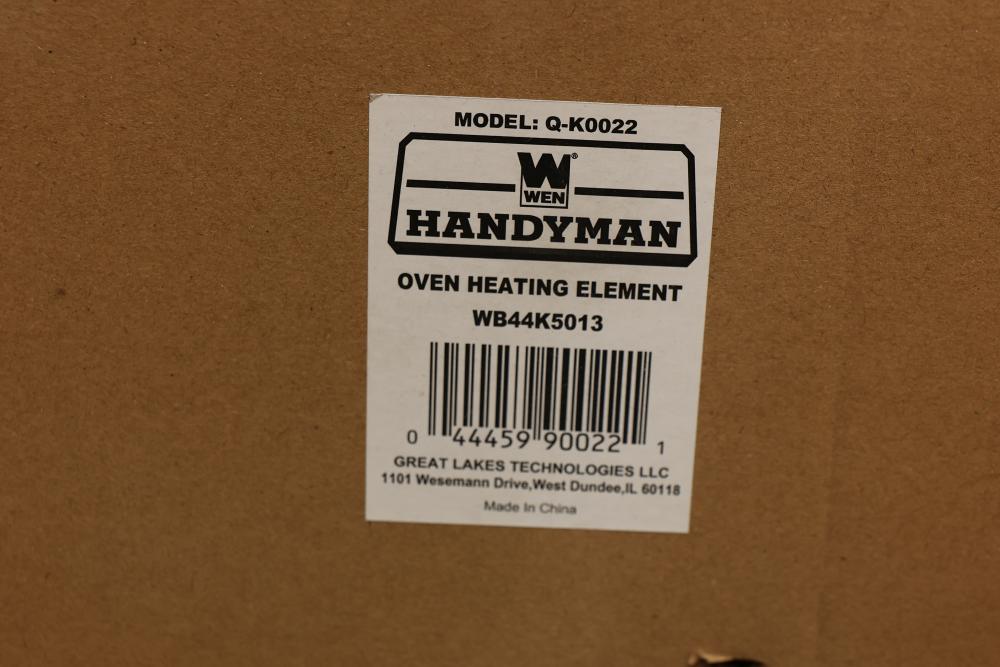 MODEL: Q-K0022
W®
WEN
HANDYMAN
OVEN HEATING ELEMENT
WB44K5013
0 44459 90022 1
GREAT LAKES TECHNOLOGIES LLC
1101 Wesemann Drive,West Dundee,IL 60118
Made In China